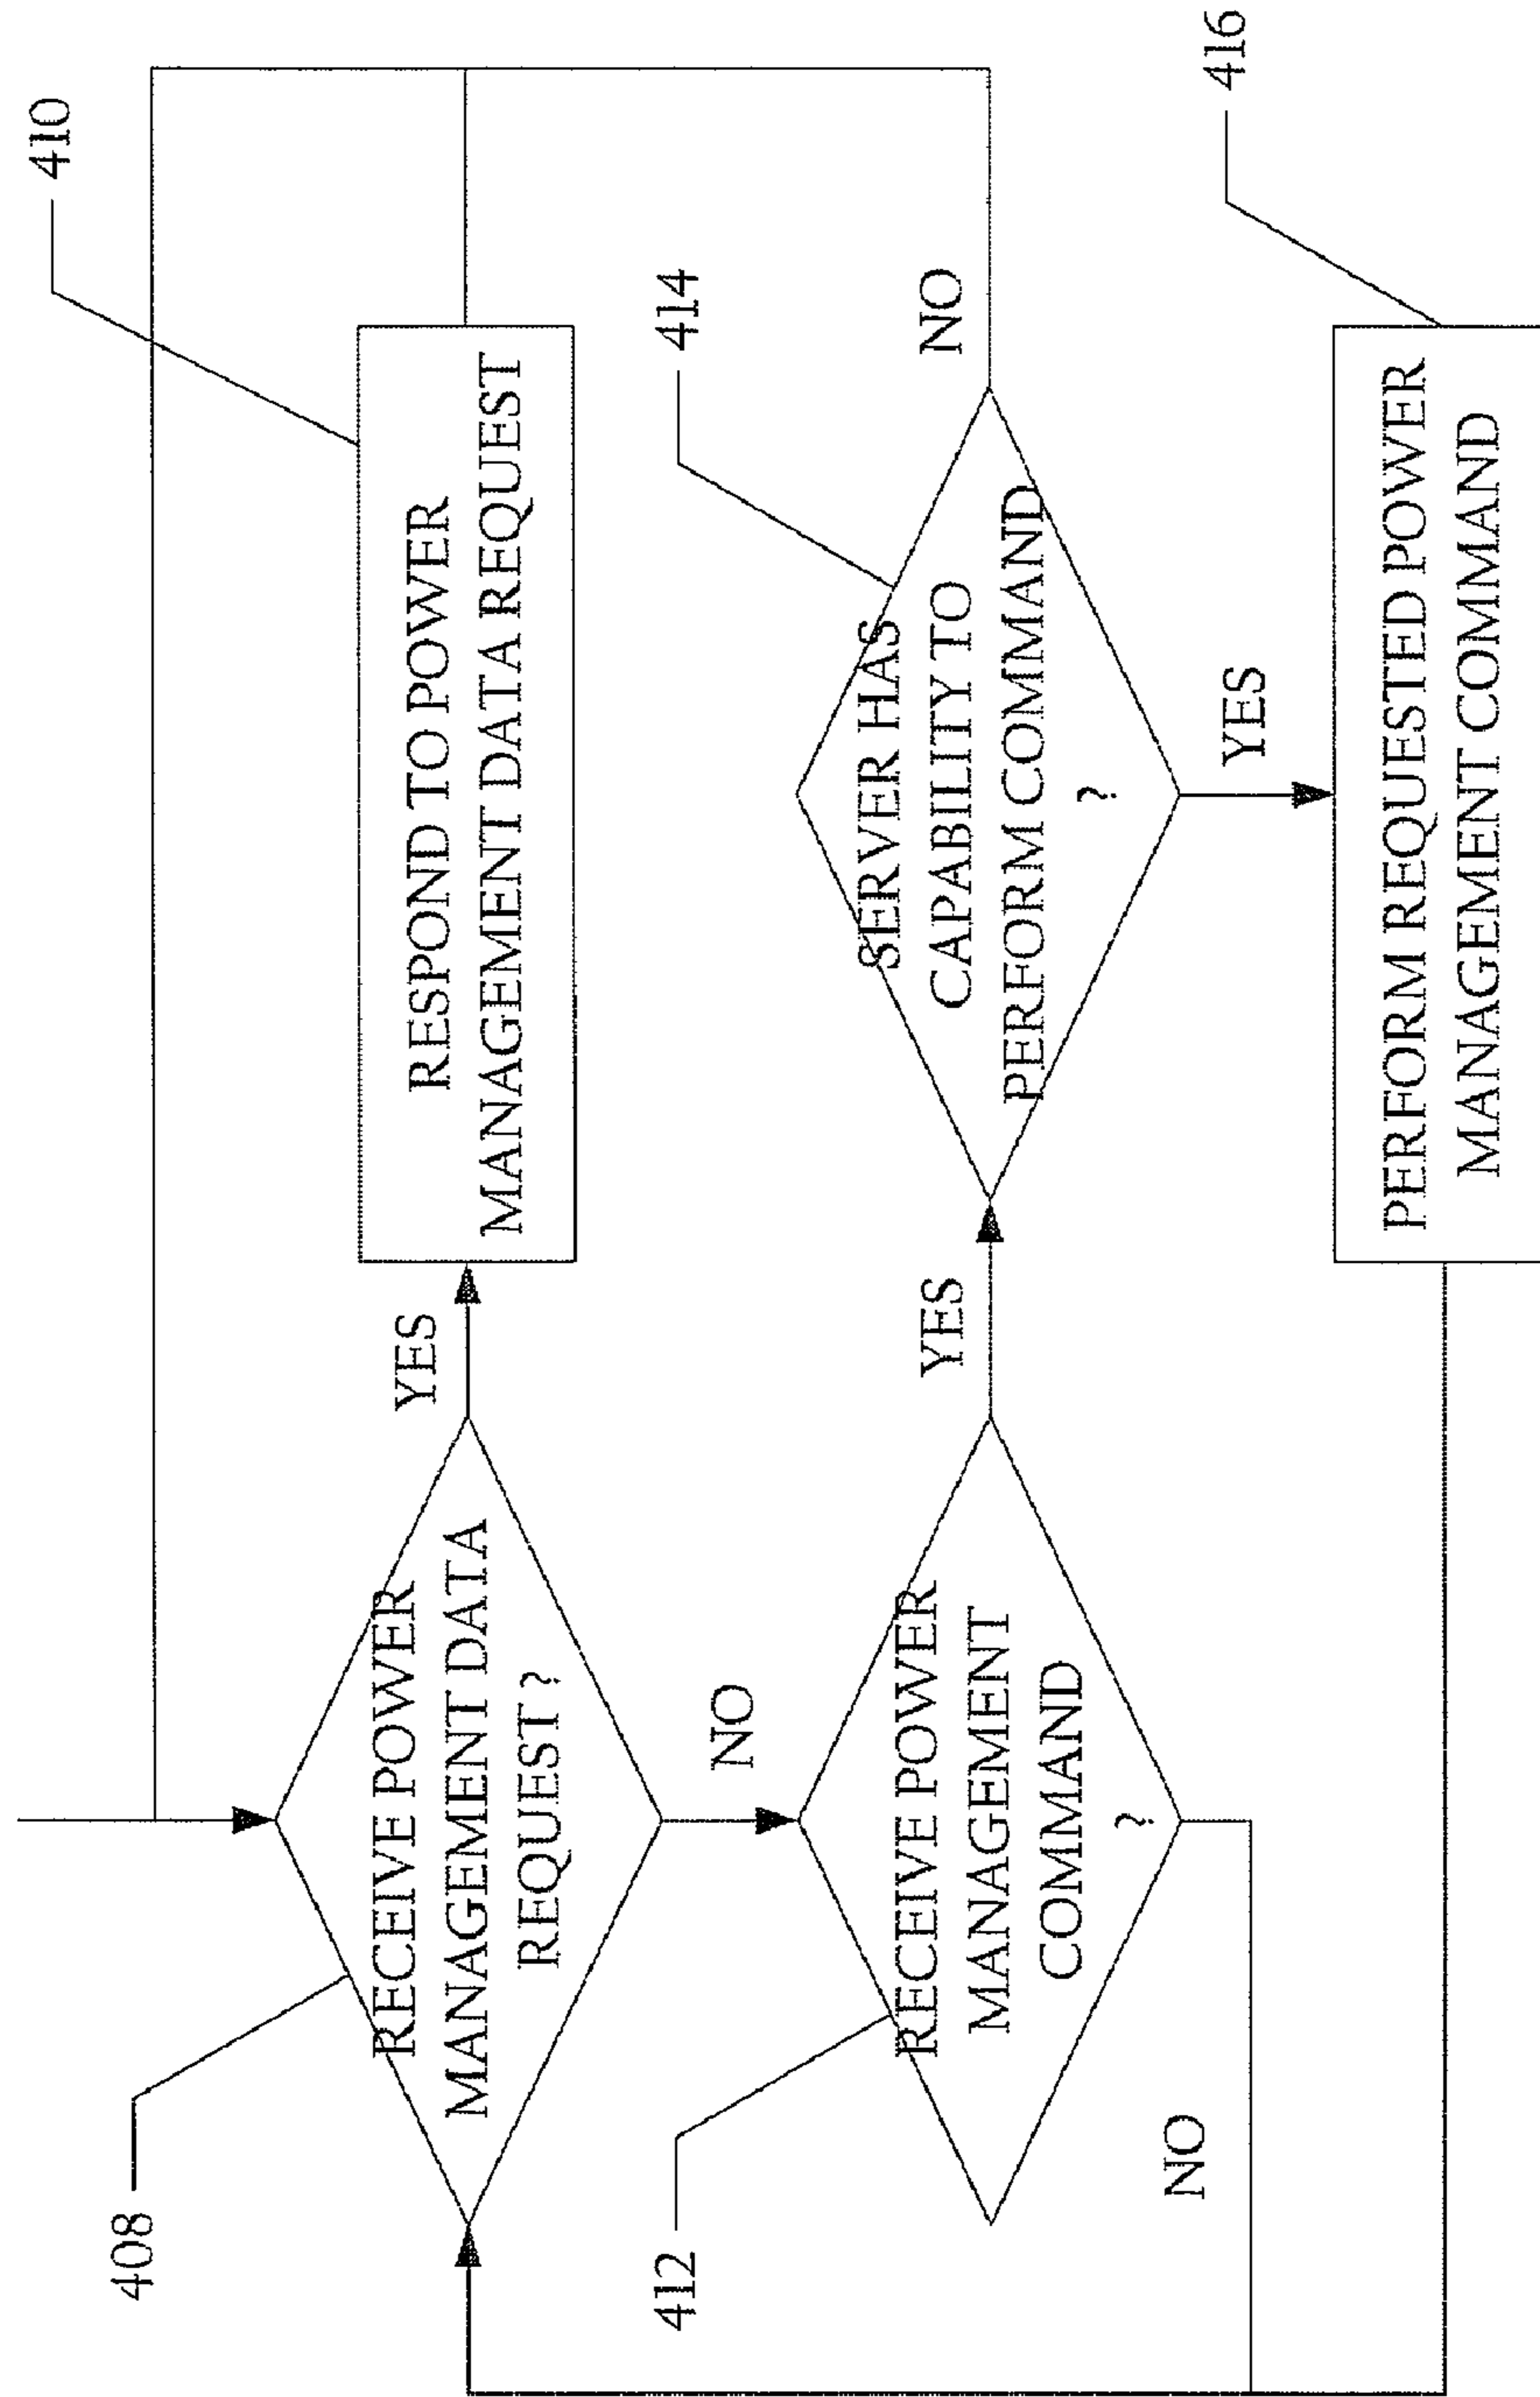 408
RECEIVE POWER
MANAGEMENT DATA
REQUEST ?
YES
410
RESPOND TO POWER
MANAGEMENT DATA REQUEST
NO
412
RECEIVE POWER
MANAGEMENT
COMMAND
?
YES
NO
414
SERVER HAS
CAPABILITY TO
PERFORM COMMAND
?
NO
YES
416
PERFORM REQUESTED POWER
MANAGEMENT COMMAND